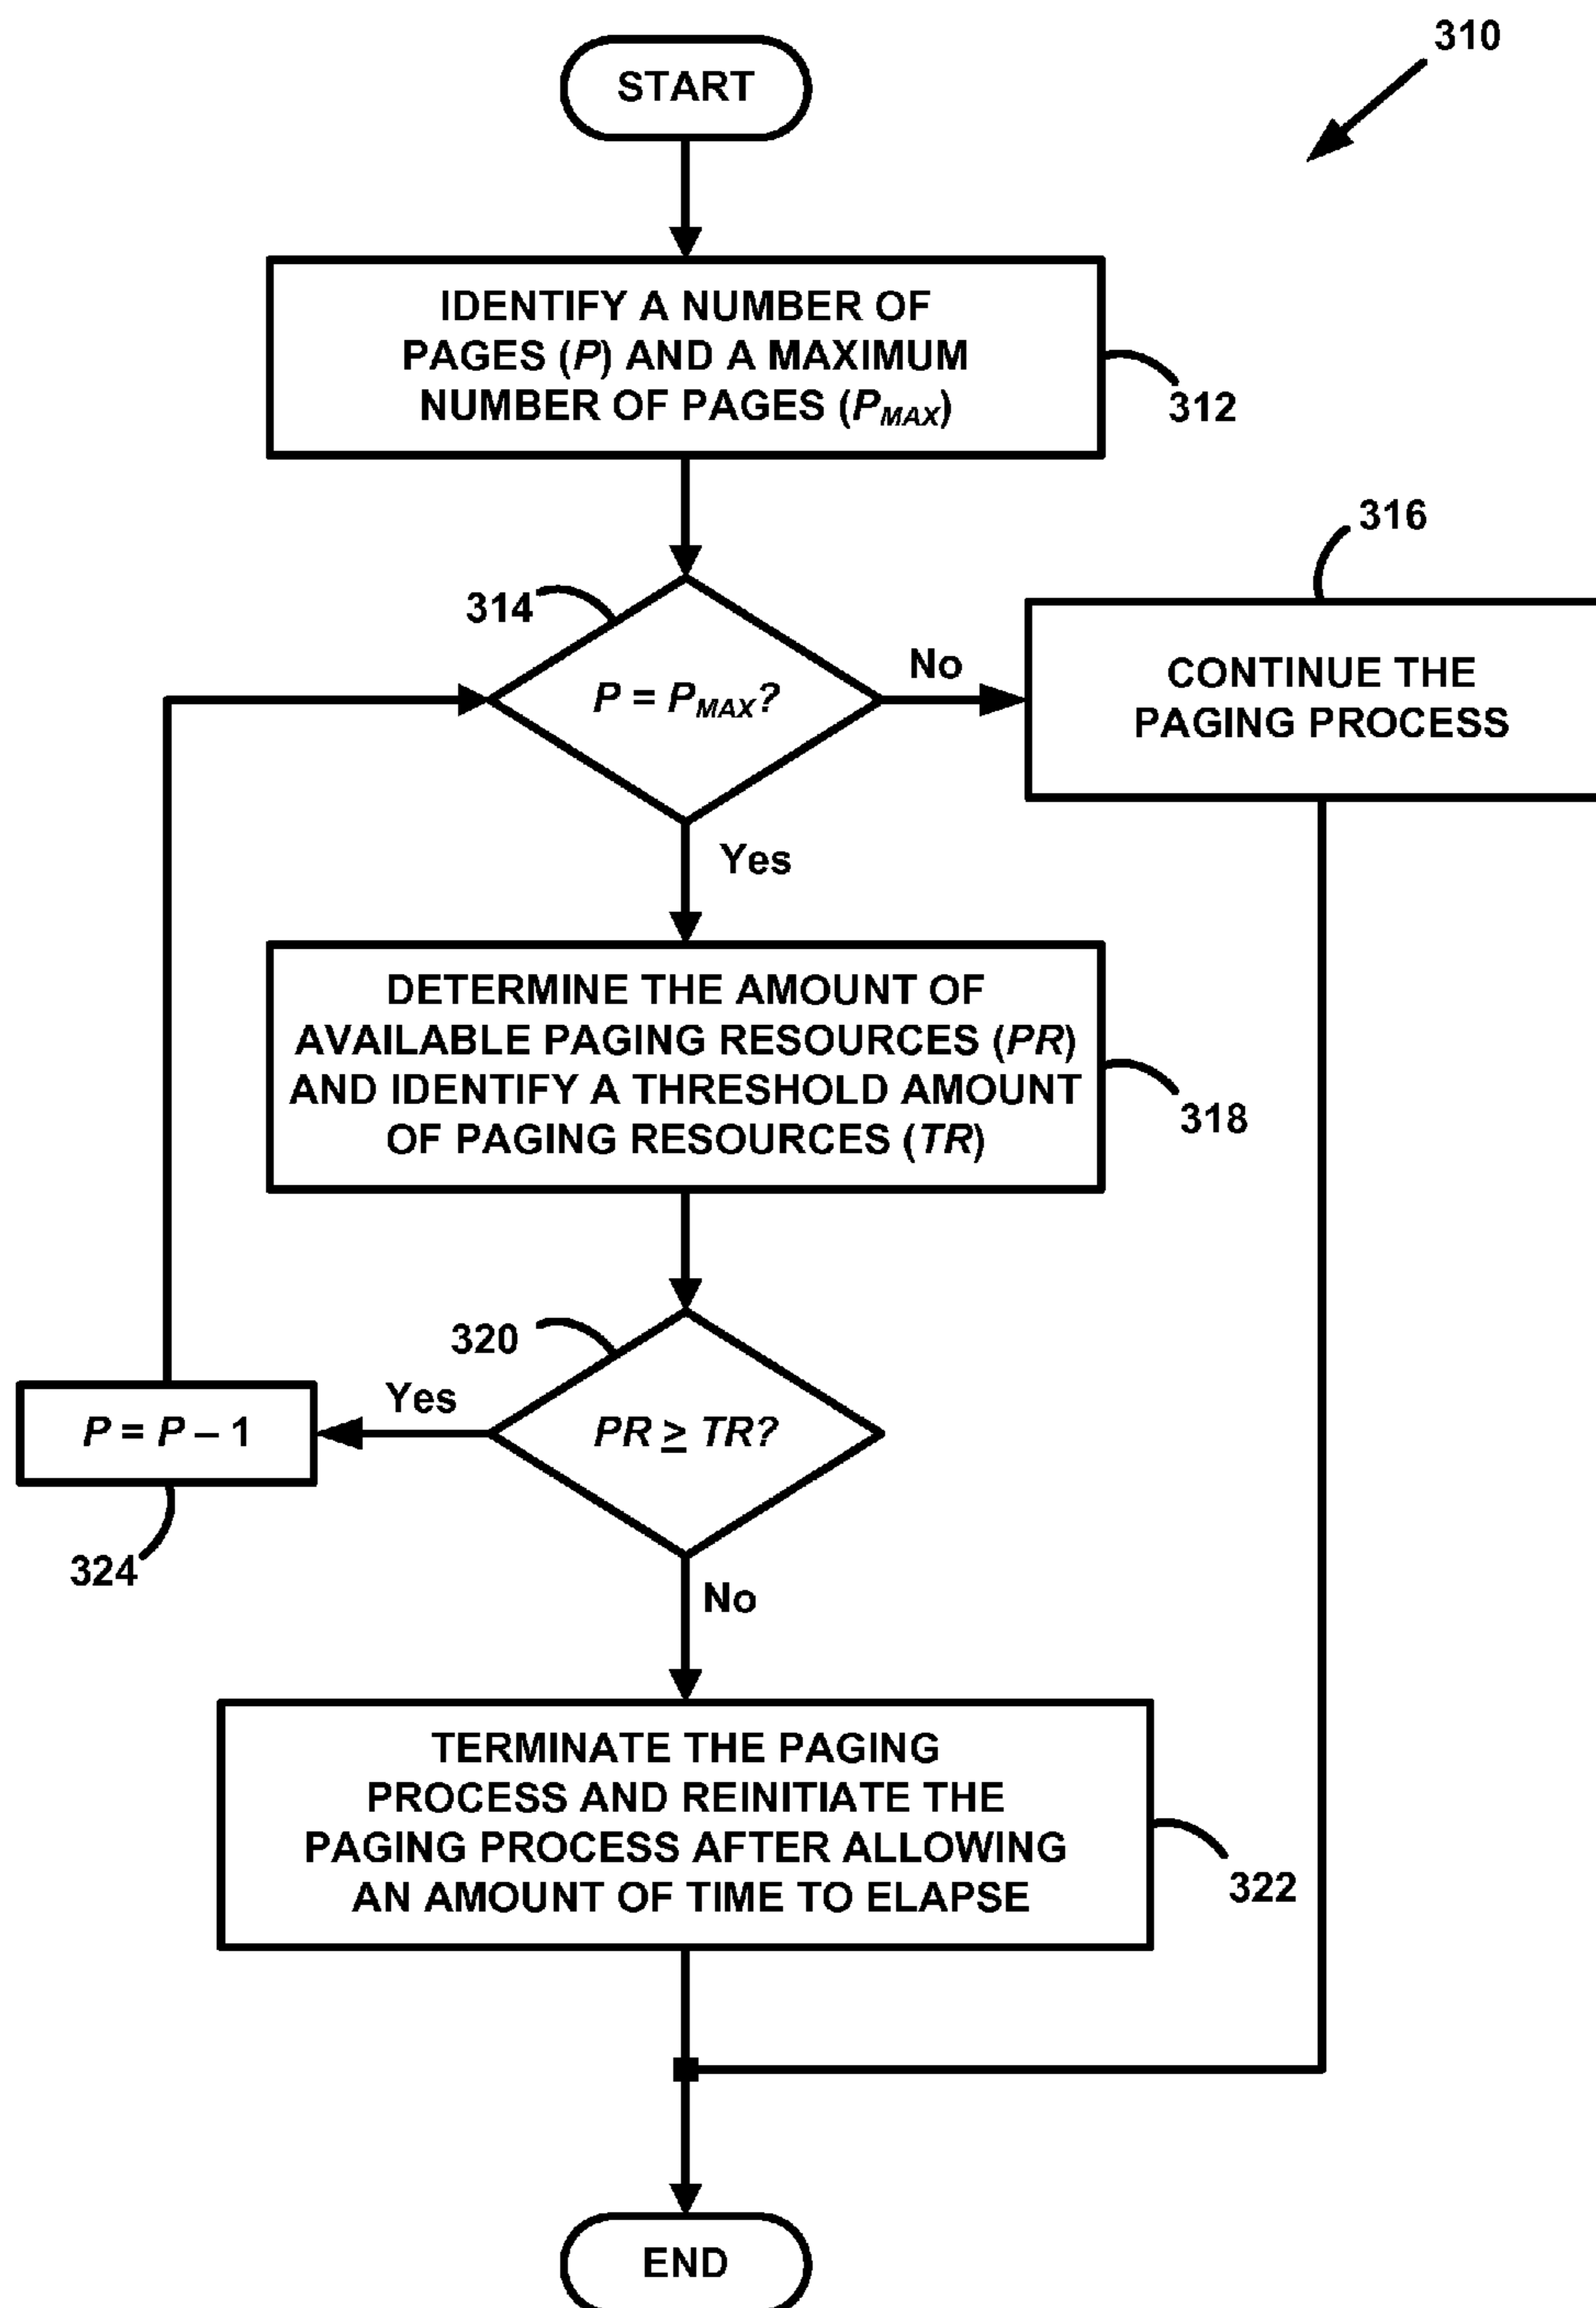 310
START
IDENTIFY A NUMBER OF
PAGES (P) AND A MAXIMUM
NUMBER OF PAGES (PMAX)
312
314
P = PMAX?
No
316
CONTINUE THE
PAGING PROCESS
Yes
DETERMINE THE AMOUNT OF
AVAILABLE PAGING RESOURCES (PR)
AND IDENTIFY A THRESHOLD AMOUNT
OF PAGING RESOURCES (TR)
318
320
PR ≥ TR?
Yes
P = P – 1
324
No
TERMINATE THE PAGING
PROCESS AND REINITIATE THE
PAGING PROCESS AFTER ALLOWING
AN AMOUNT OF TIME TO ELAPSE
322
END